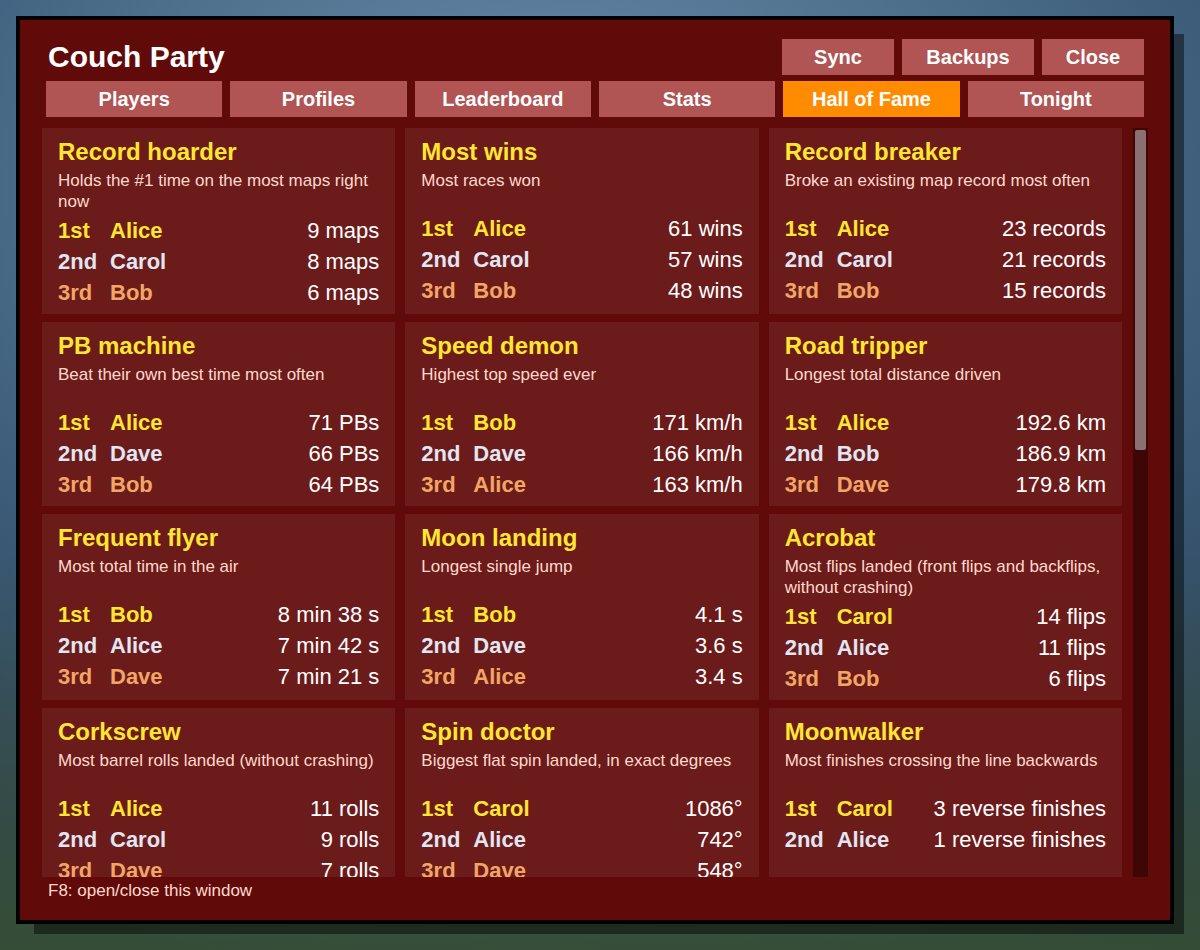 Couch Party
Sync
Backups
Close
Players
Profiles
Leaderboard
Stats
Hall of Fame
Tonight
Record hoarder
Holds the #1 time on the most maps right
now
1st Alice 9 maps
2nd Carol 8 maps
3rd Bob 6 maps
Most wins
Most races won
1st Alice 61 wins
2nd Carol 57 wins
3rd Bob 48 wins
Record breaker
Broke an existing map record most often
1st Alice 23 records
2nd Carol 21 records
3rd Bob 15 records
PB machine
Beat their own best time most often
1st Alice 71 PBs
2nd Dave 66 PBs
3rd Bob 64 PBs
Speed demon
Highest top speed ever
1st Bob 171 km/h
2nd Dave 166 km/h
3rd Alice 163 km/h
Road tripper
Longest total distance driven
1st Alice 192.6 km
2nd Bob 186.9 km
3rd Dave 179.8 km
Frequent flyer
Most total time in the air
1st Bob 8 min 38 s
2nd Alice 7 min 42 s
3rd Dave 7 min 21 s
Moon landing
Longest single jump
1st Bob 4.1 s
2nd Dave 3.6 s
3rd Alice 3.4 s
Acrobat
Most flips landed (front flips and backflips,
without crashing)
1st Carol 14 flips
2nd Alice 11 flips
3rd Bob 6 flips
Corkscrew
Most barrel rolls landed (without crashing)
1st Alice 11 rolls
2nd Carol 9 rolls
3rd Dave 7 rolls
Spin doctor
Biggest flat spin landed, in exact degrees
1st Carol 1086°
2nd Alice 742°
3rd Dave 548°
Moonwalker
Most finishes crossing the line backwards
1st Carol 3 reverse finishes
2nd Alice 1 reverse finishes
F8: open/close this window